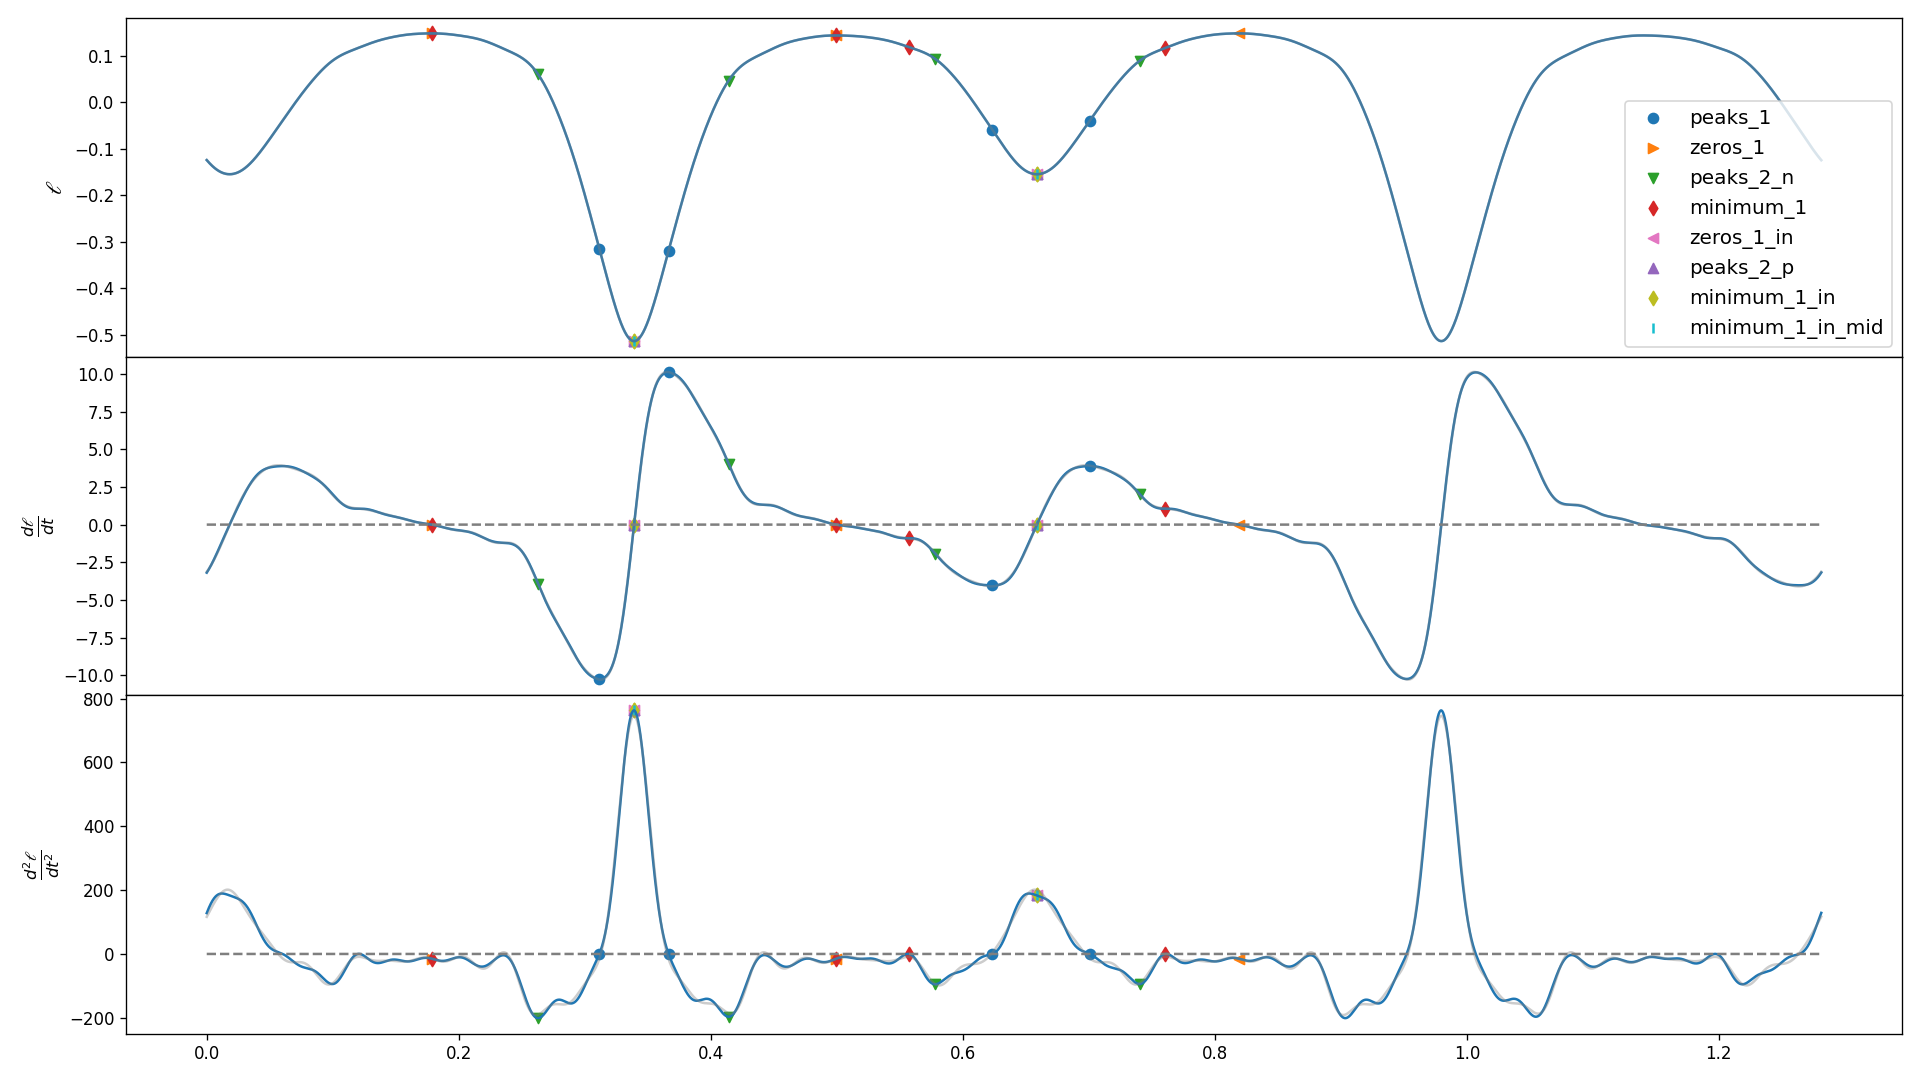 0.1
0.0
−0.1
−0.2
−0.3
−0.4
−0.5
ℓ
peaks_1
zeros_1
peaks_2_n
minimum_1
zeros_1_in
peaks_2_p
minimum_1_in
minimum_1_in_mid
10.0
7.5
5.0
2.5
0.0
−2.5
−5.0
−7.5
−10.0
dℓ
dt
800
600
400
200
0
−200
d²ℓ
dt²
0.0 0.2 0.4 0.6 0.8 1.0 1.2